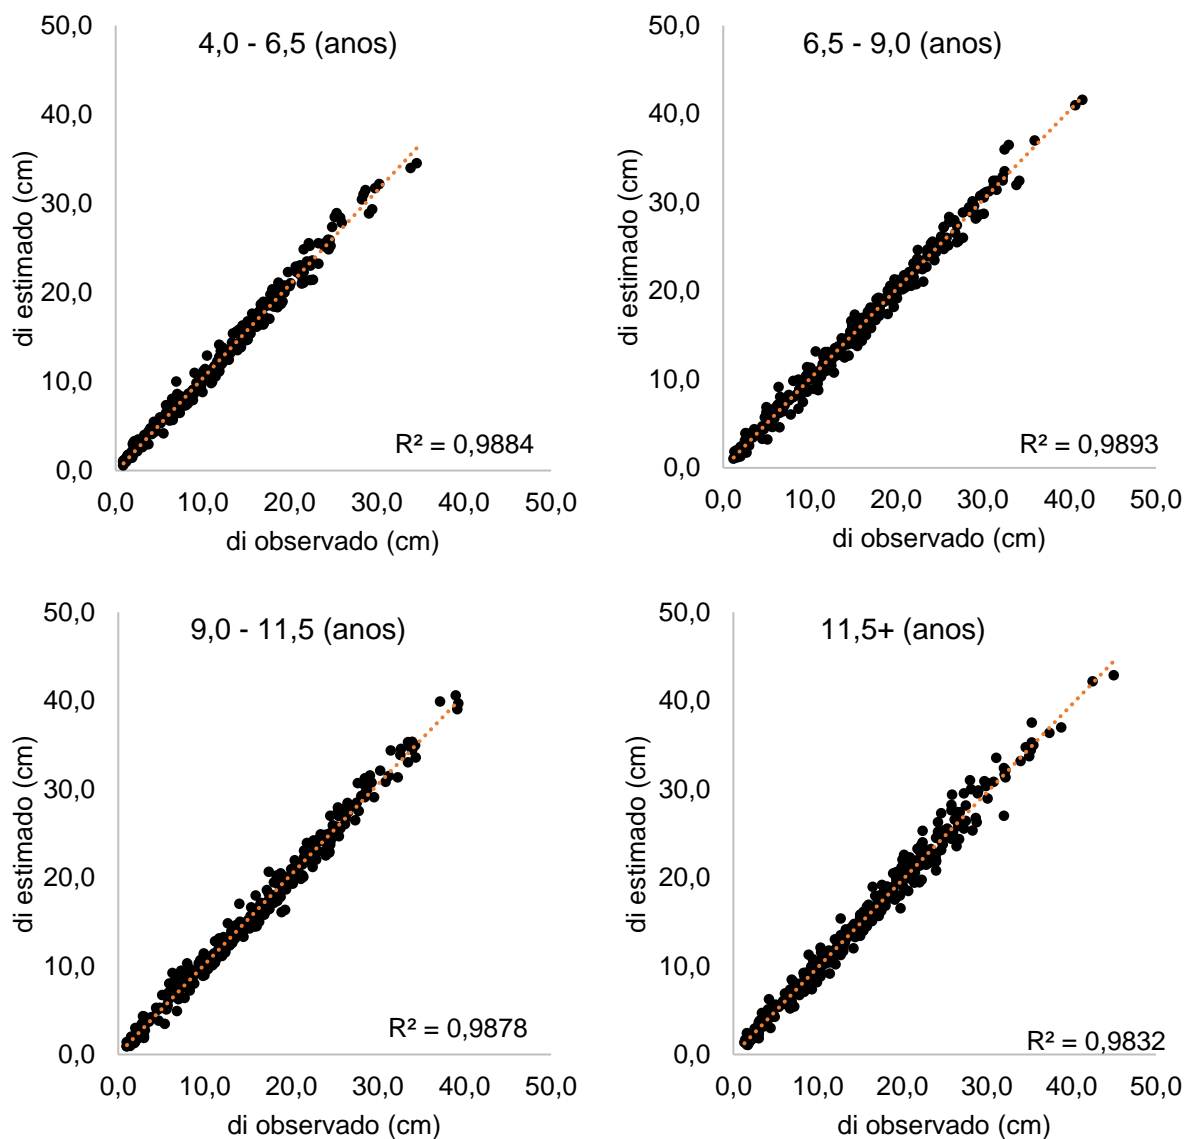 4,0 - 6,5 (anos)
di estimado (cm)
50,0
40,0
30,0
20,0
10,0
0,0
R² = 0,9884
0,0 10,0 20,0 30,0 40,0 50,0
di observado (cm)
6,5 - 9,0 (anos)
di estimado (cm)
50,0
40,0
30,0
20,0
10,0
0,0
R² = 0,9893
0,0 10,0 20,0 30,0 40,0 50,0
di observado (cm)
9,0 - 11,5 (anos)
di estimado (cm)
50,0
40,0
30,0
20,0
10,0
0,0
R² = 0,9878
0,0 10,0 20,0 30,0 40,0 50,0
di observado (cm)
11,5+ (anos)
di estimado (cm)
50,0
40,0
30,0
20,0
10,0
0,0
R² = 0,9832
0,0 10,0 20,0 30,0 40,0 50,0
di observado (cm)